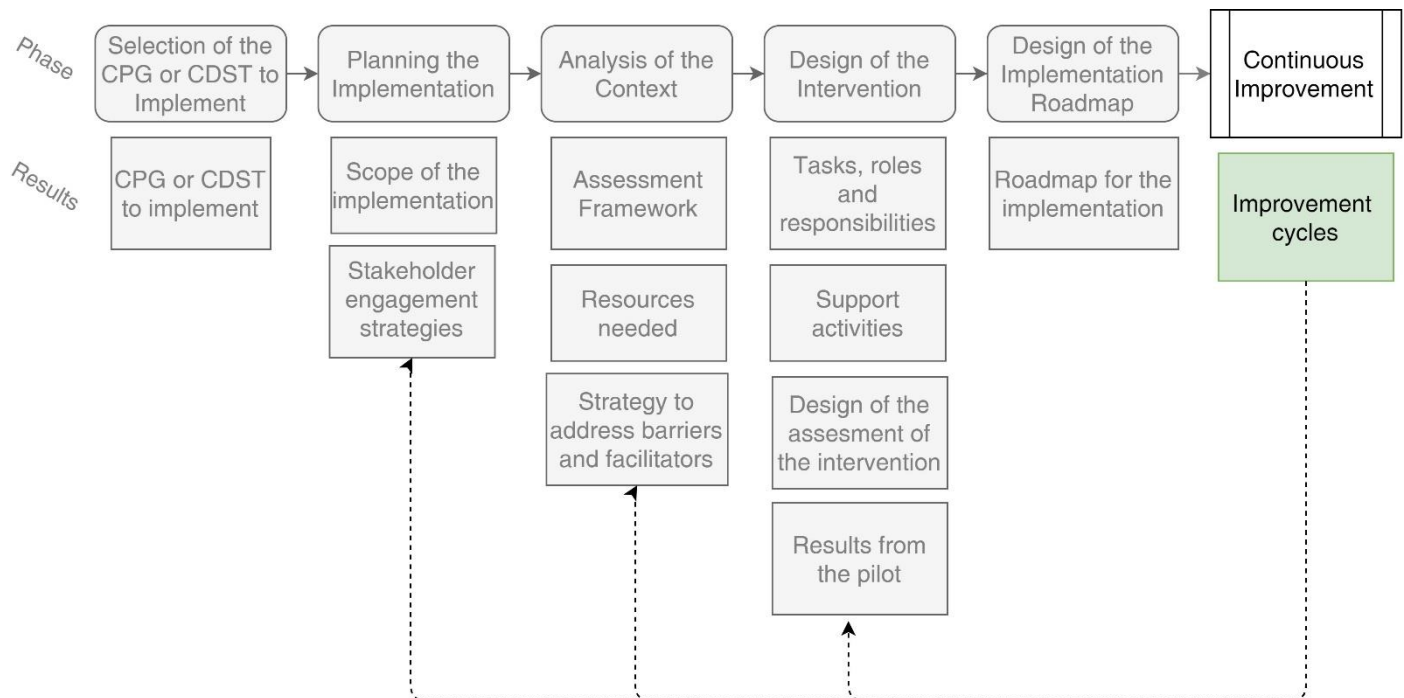 Phase
Selection of the
CPG or CDST to
Implement
Planning the
Implementation
Analysis of the
Context
Design of the
Intervention
Design of the
Implementation
Roadmap
Continuous
Improvement
Results
CPG or CDST
to implement
Scope of the
implementation
Stakeholder
engagement
strategies
Assessment
Framework
Resources
needed
Strategy to
address barriers
and facilitators
Tasks, roles
and
responsibilities
Support
activities
Design of the
assesment of
the intervention
Results from
the pilot
Roadmap for the
implementation
Improvement
cycles